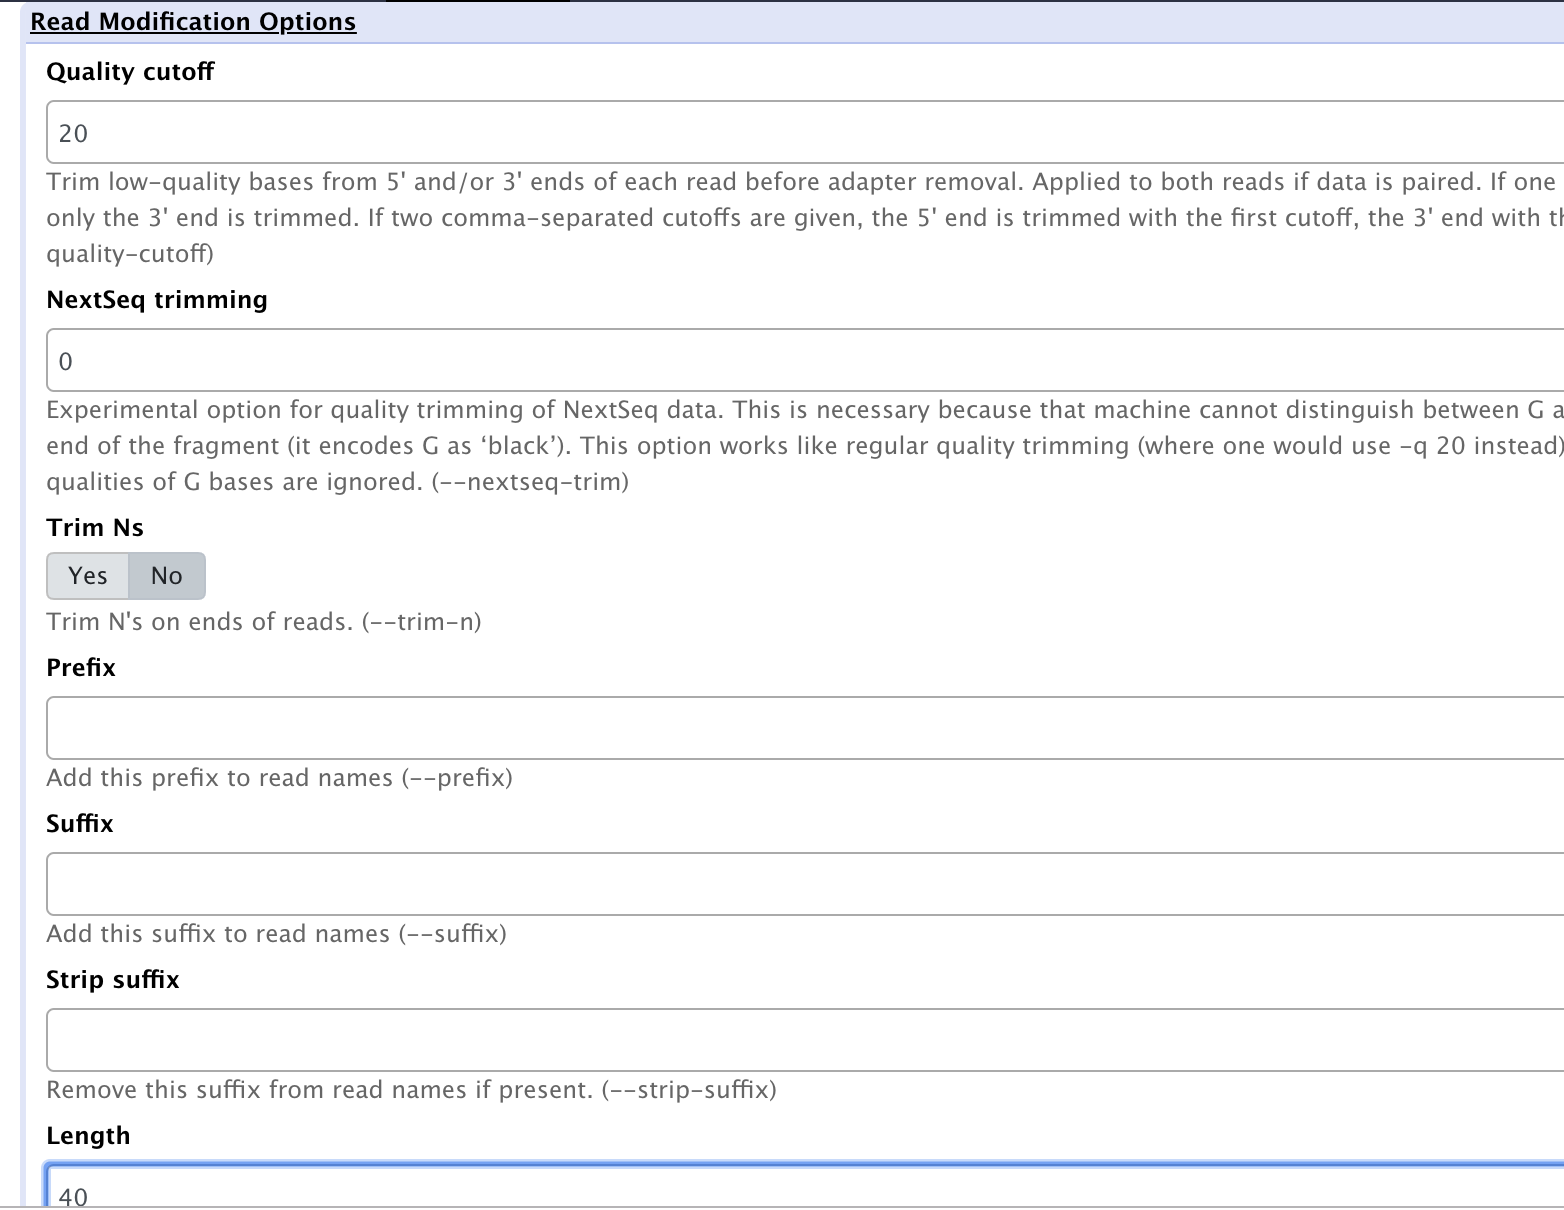 Read Modification Options
Quality cutoff
20
Trim low-quality bases from 5' and/or 3' ends of each read before adapter removal. Applied to both reads if data is paired. If one
only the 3' end is trimmed. If two comma-separated cutoffs are given, the 5' end is trimmed with the first cutoff, the 3' end with
quality-cutoff)
NextSeq trimming
0
Experimental option for quality trimming of NextSeq data. This is necessary because that machine cannot distinguish between G
end of the fragment (it encodes G as ‘black’). This option works like regular quality trimming (where one would use -q 20 instead)
qualities of G bases are ignored. (--nextseq-trim)
Trim Ns
Yes No
Trim N's on ends of reads. (--trim-n)
Prefix
Add this prefix to read names (--prefix)
Suffix
Add this suffix to read names (--suffix)
Strip suffix
Remove this suffix from read names if present. (--strip-suffix)
Length
40